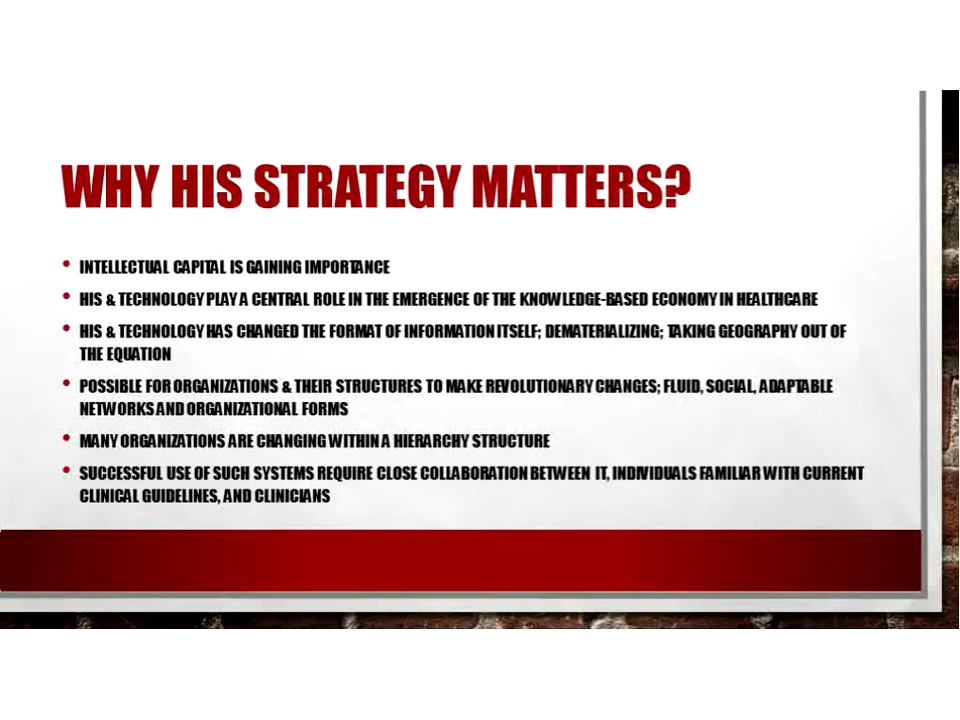 WHY HIS STRATEGY MATTERS?
• INTELLECTUAL CAPITAL IS GAINING IMPORTANCE
• HIS & TECHNOLOGY PLAY A CENTRAL ROLE IN THE EMERGENCE OF THE KNOWLEDGE-BASED ECONOMY IN HEALTHCARE
• HIS & TECHNOLOGY HAS CHANGED THE FORMAT OF INFORMATION ITSELF; DEMATERIALIZING; TAKING GEOGRAPHY OUT OF
THE EQUATION
• POSSIBLE FOR ORGANIZATIONS & THEIR STRUCTURES TO MAKE REVOLUTIONARY CHANGES; FLUID, SOCIAL, ADAPTABLE
NETWORKS AND ORGANIZATIONAL FORMS
• MANY ORGANIZATIONS ARE CHANGING WITHIN A HIERARCHY STRUCTURE
• SUCCESSFUL USE OF SUCH SYSTEMS REQUIRE CLOSE COLLABORATION BETWEEN IT, INDIVIDUALS FAMILIAR WITH CURRENT
CLINICAL GUIDELINES, AND CLINICIANS